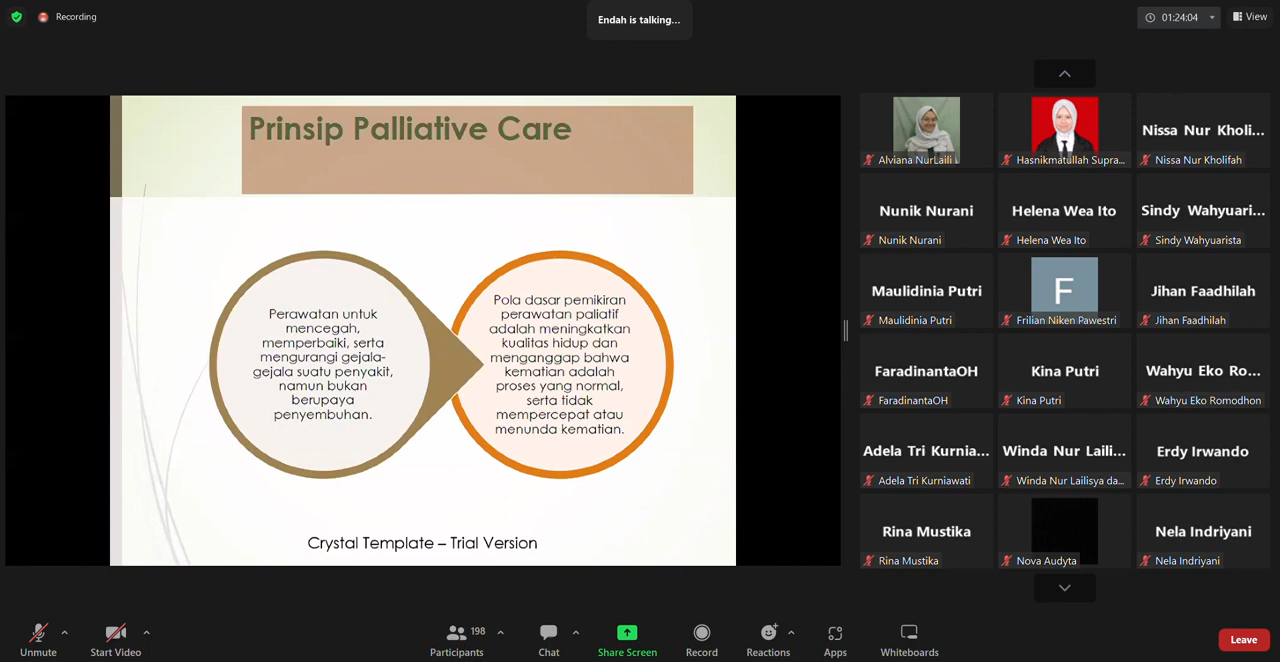 Recording
Endah is talking...
01:24:04
View
Prinsip Palliative Care
Perawatan untuk
mencegah,
memperbaiki, serta
mengurangi gejala-
gejala suatu penyakit,
namun bukan
berupaya
penyembuhan.
Pola dasar pemikiran
perawatan paliatif
adalah meningkatkan
kualitas hidup dan
menganggap bahwa
kematian adalah
proses yang normal,
serta tidak
mempercepat atau
menunda kematian.
Crystal Template – Trial Version
Alviana NurLaili
Hasnikmatullah Supra...
Nissa Nur Kholi...
Nissa Nur Kholifah
Nunik Nurani
Nunik Nurani
Helena Wea Ito
Helena Wea Ito
Sindy Wahyuari...
Sindy Wahyuarista
Maulidinia Putri
Maulidinia Putri
F
Frilian Niken Pawestri
Jihan Faadhilah
Jihan Faadhilah
FaradinantaOH
FaradinantaOH
Kina Putri
Kina Putri
Wahyu Eko Ro...
Wahyu Eko Romodhon
Adela Tri Kurnia...
Adela Tri Kurniawati
Winda Nur Laili...
Winda Nur Lailisya da...
Erdy Irwando
Erdy Irwando
Rina Mustika
Rina Mustika
Nova Audyta
Nela Indriyani
Nela Indriyani
Unmute
Start Video
198
Participants
Chat
Share Screen
Record
Reactions
Apps
Whiteboards
Leave